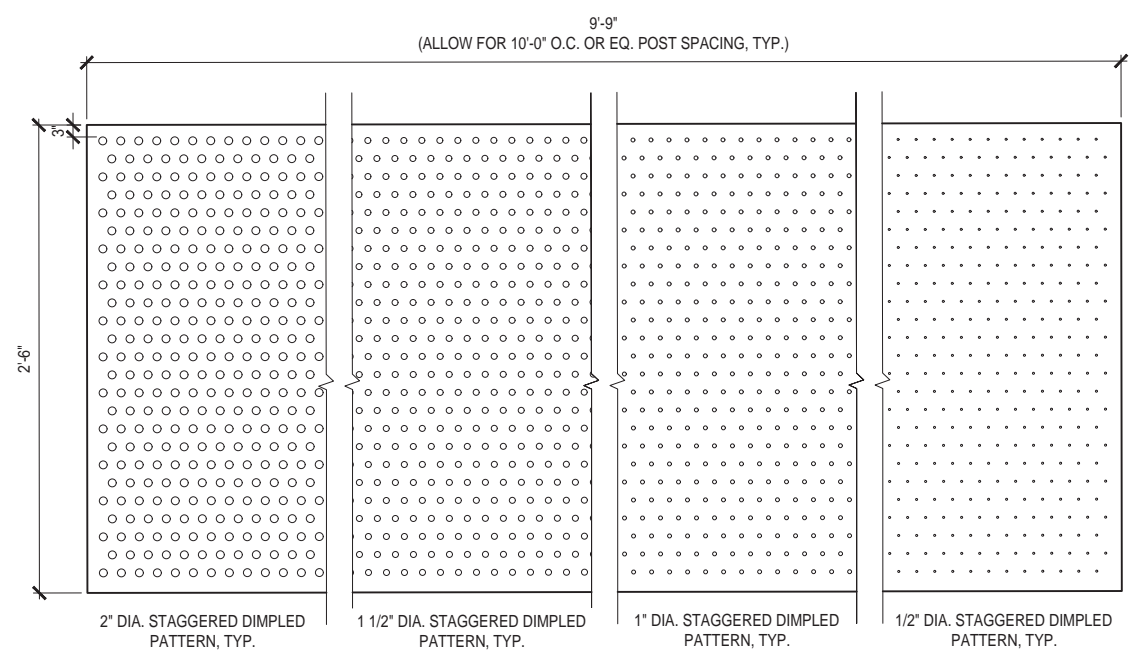 9'-9"
(ALLOW FOR 10'-0" O.C. OR EQ. POST SPACING, TYP.)
3"
2'-6"
2" DIA. STAGGERED DIMPLED
PATTERN, TYP.
1 1/2" DIA. STAGGERED DIMPLED
PATTERN, TYP.
1" DIA. STAGGERED DIMPLED
PATTERN, TYP.
1/2" DIA. STAGGERED DIMPLED
PATTERN, TYP.